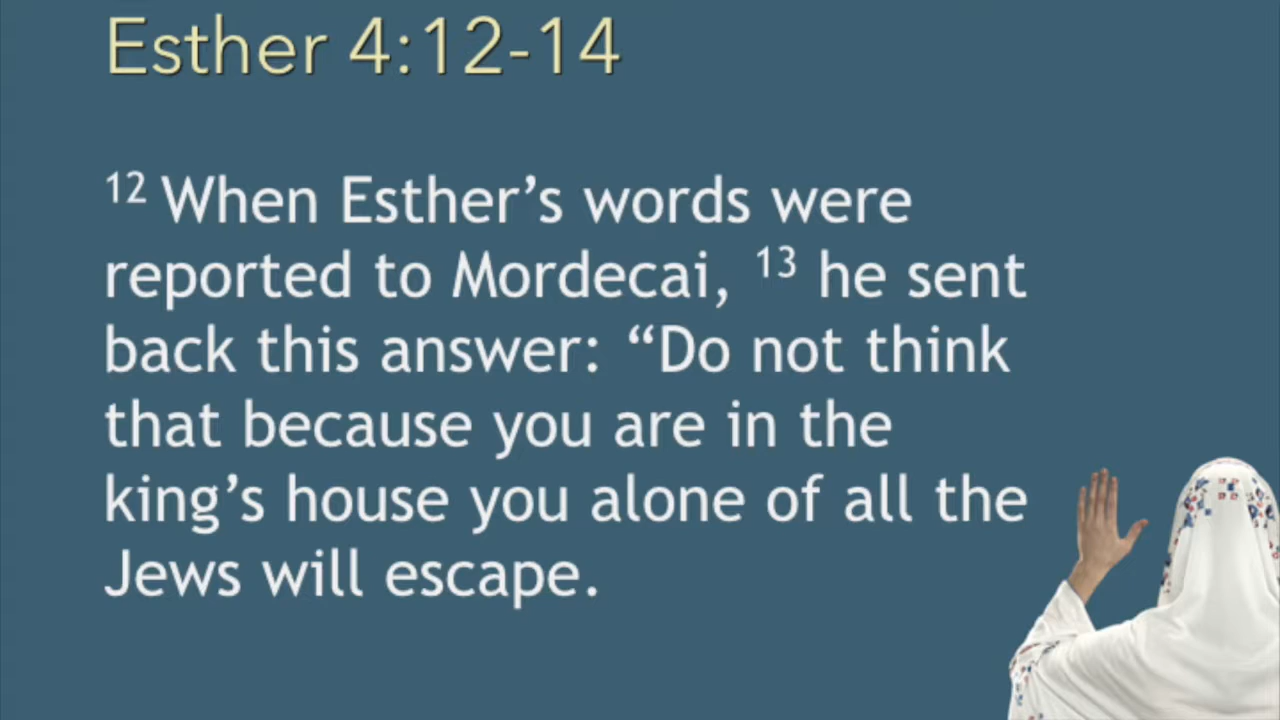 Esther 4:12-14
12 When Esther’s words were
reported to Mordecai, 13 he sent
back this answer: “Do not think
that because you are in the
king’s house you alone of all the
Jews will escape.